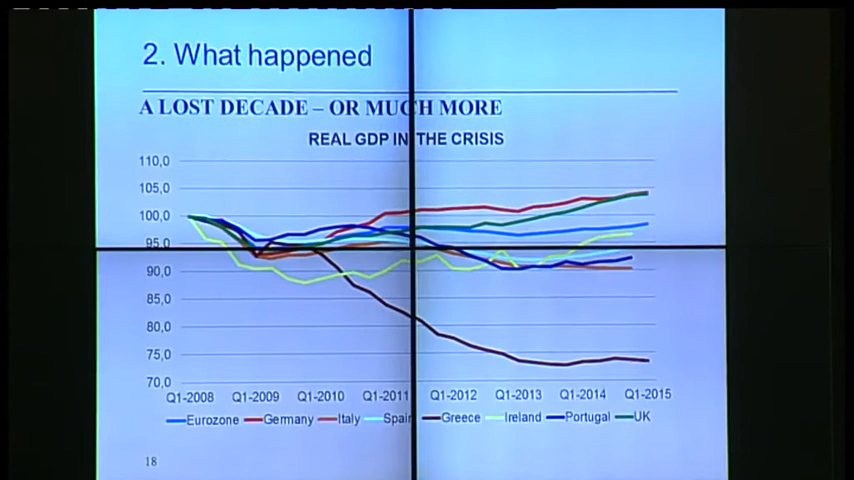 2. What happened
A LOST DECADE – OR MUCH MORE
REAL GDP IN THE CRISIS
110,0
105,0
100,0
95,0
90,0
85,0
80,0
75,0
70,0
Q1-2008 Q1-2009 Q1-2010 Q1-2011 Q1-2012 Q1-2013 Q1-2014 Q1-2015
Eurozone Germany Italy Spain Greece Ireland Portugal UK
18